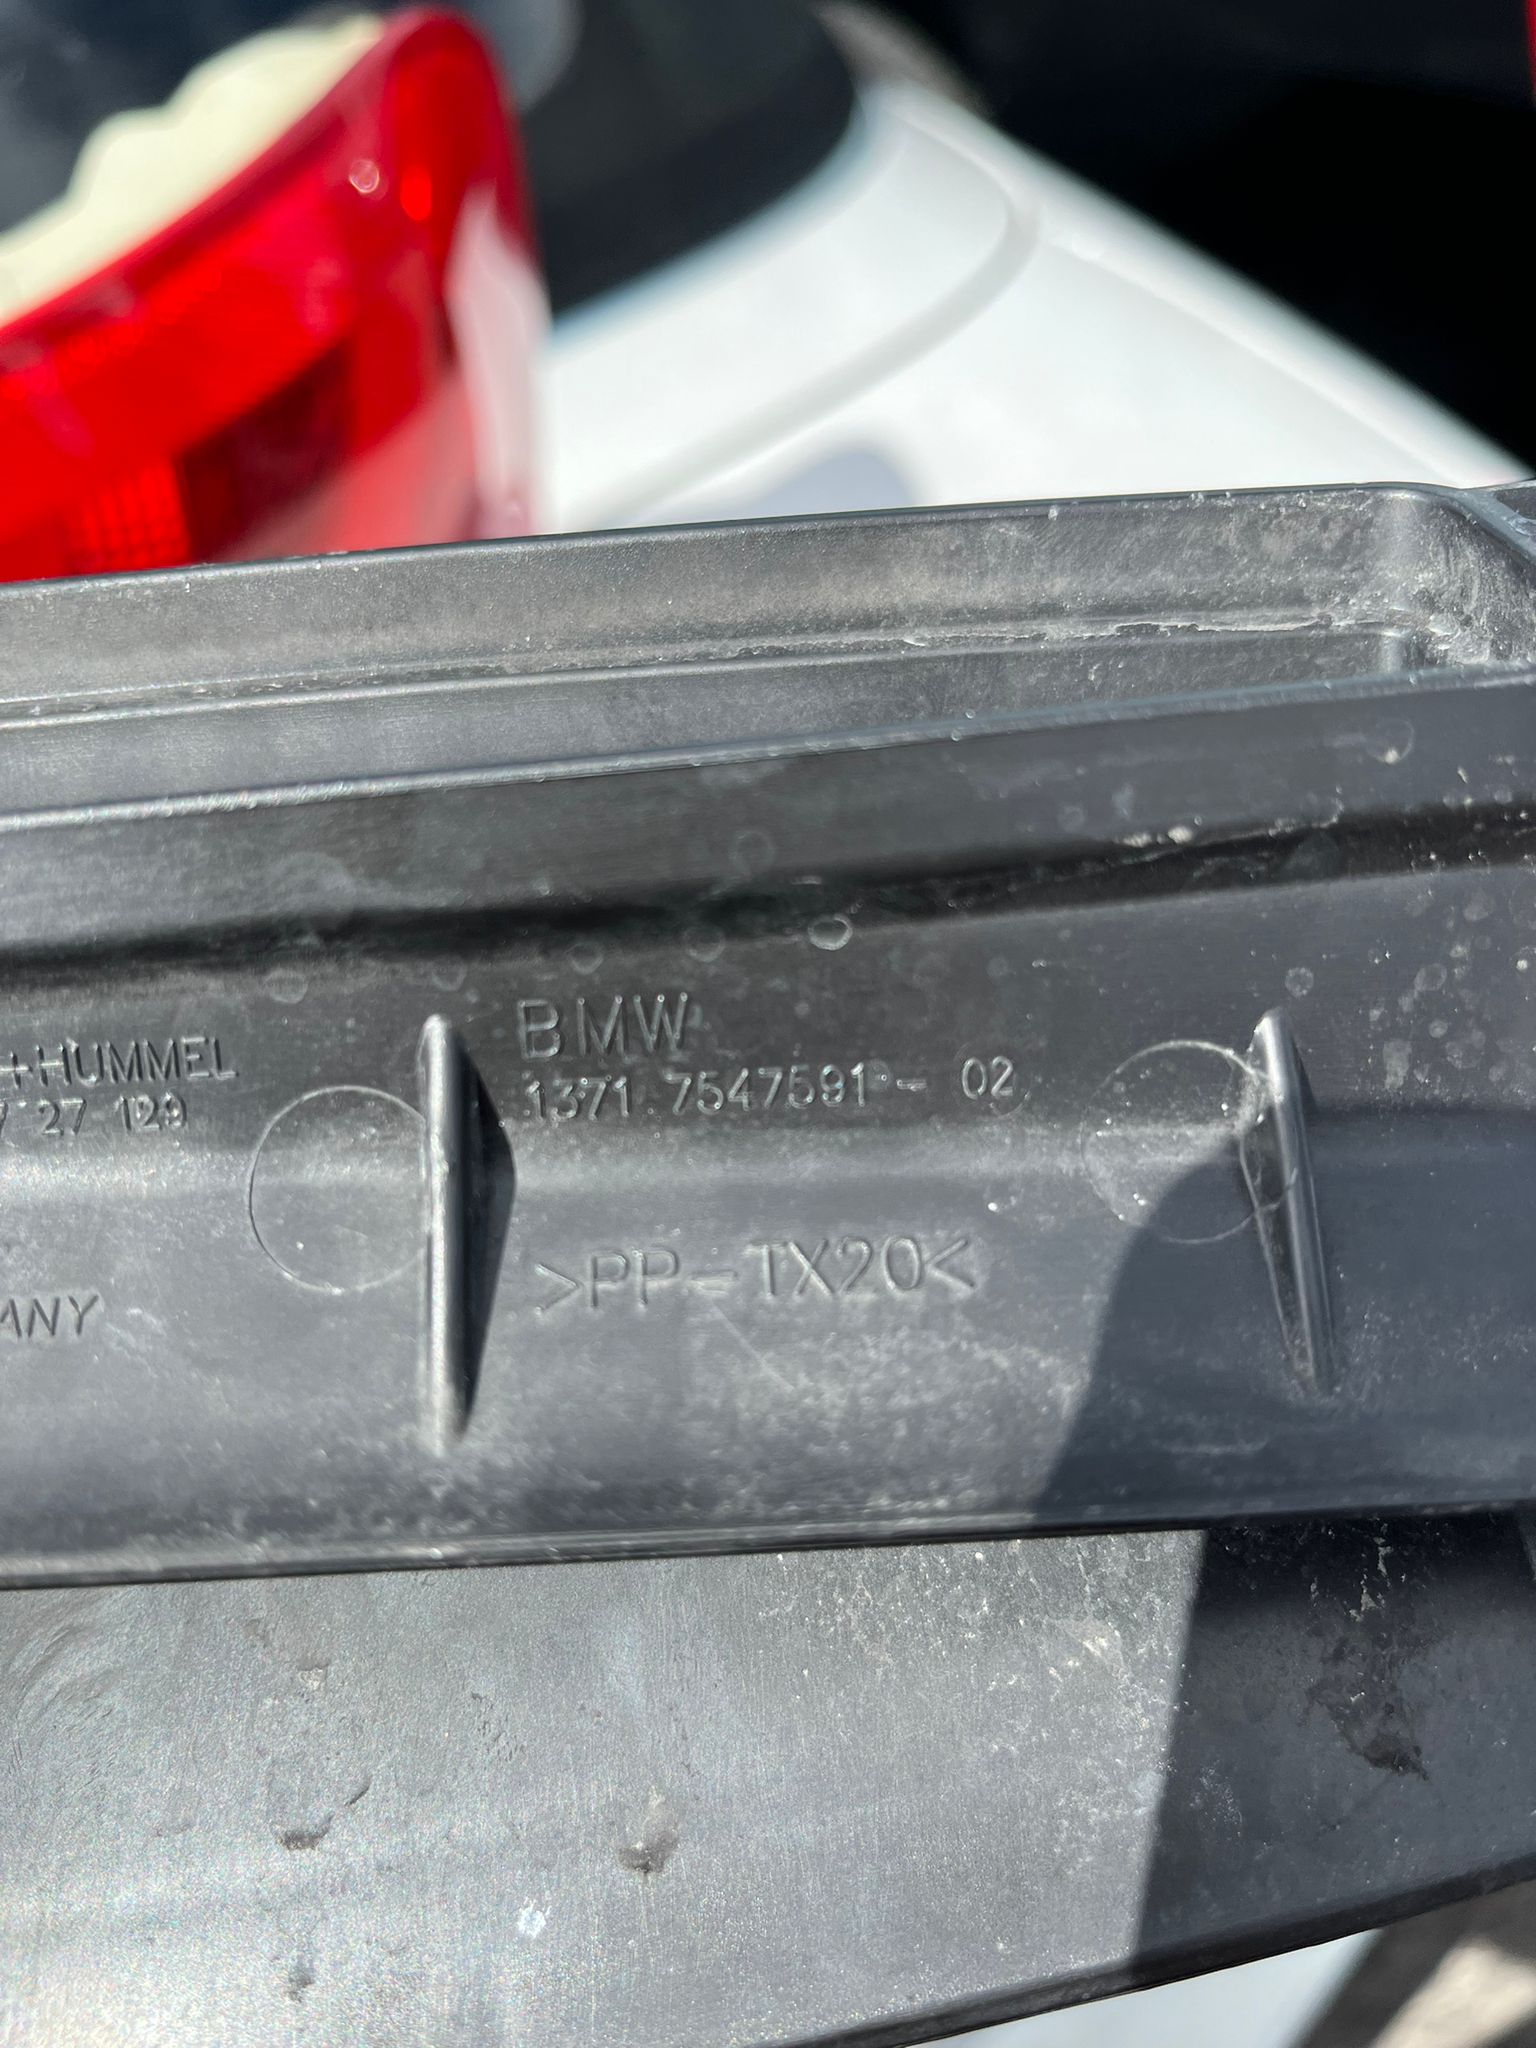 +HUMMEL
7 27 129
ANY
BMW
1371 7547591 - 02
>PP-TX20<